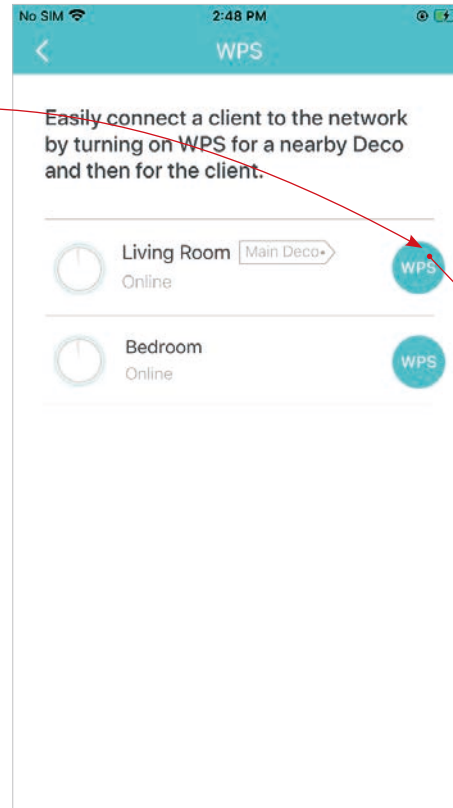 No SIM 2:48 PM
WPS
Easily connect a client to the network
by turning on WPS for a nearby Deco
and then for the client.
Living Room Main Deco
Online
WPS
Bedroom
Online
WPS